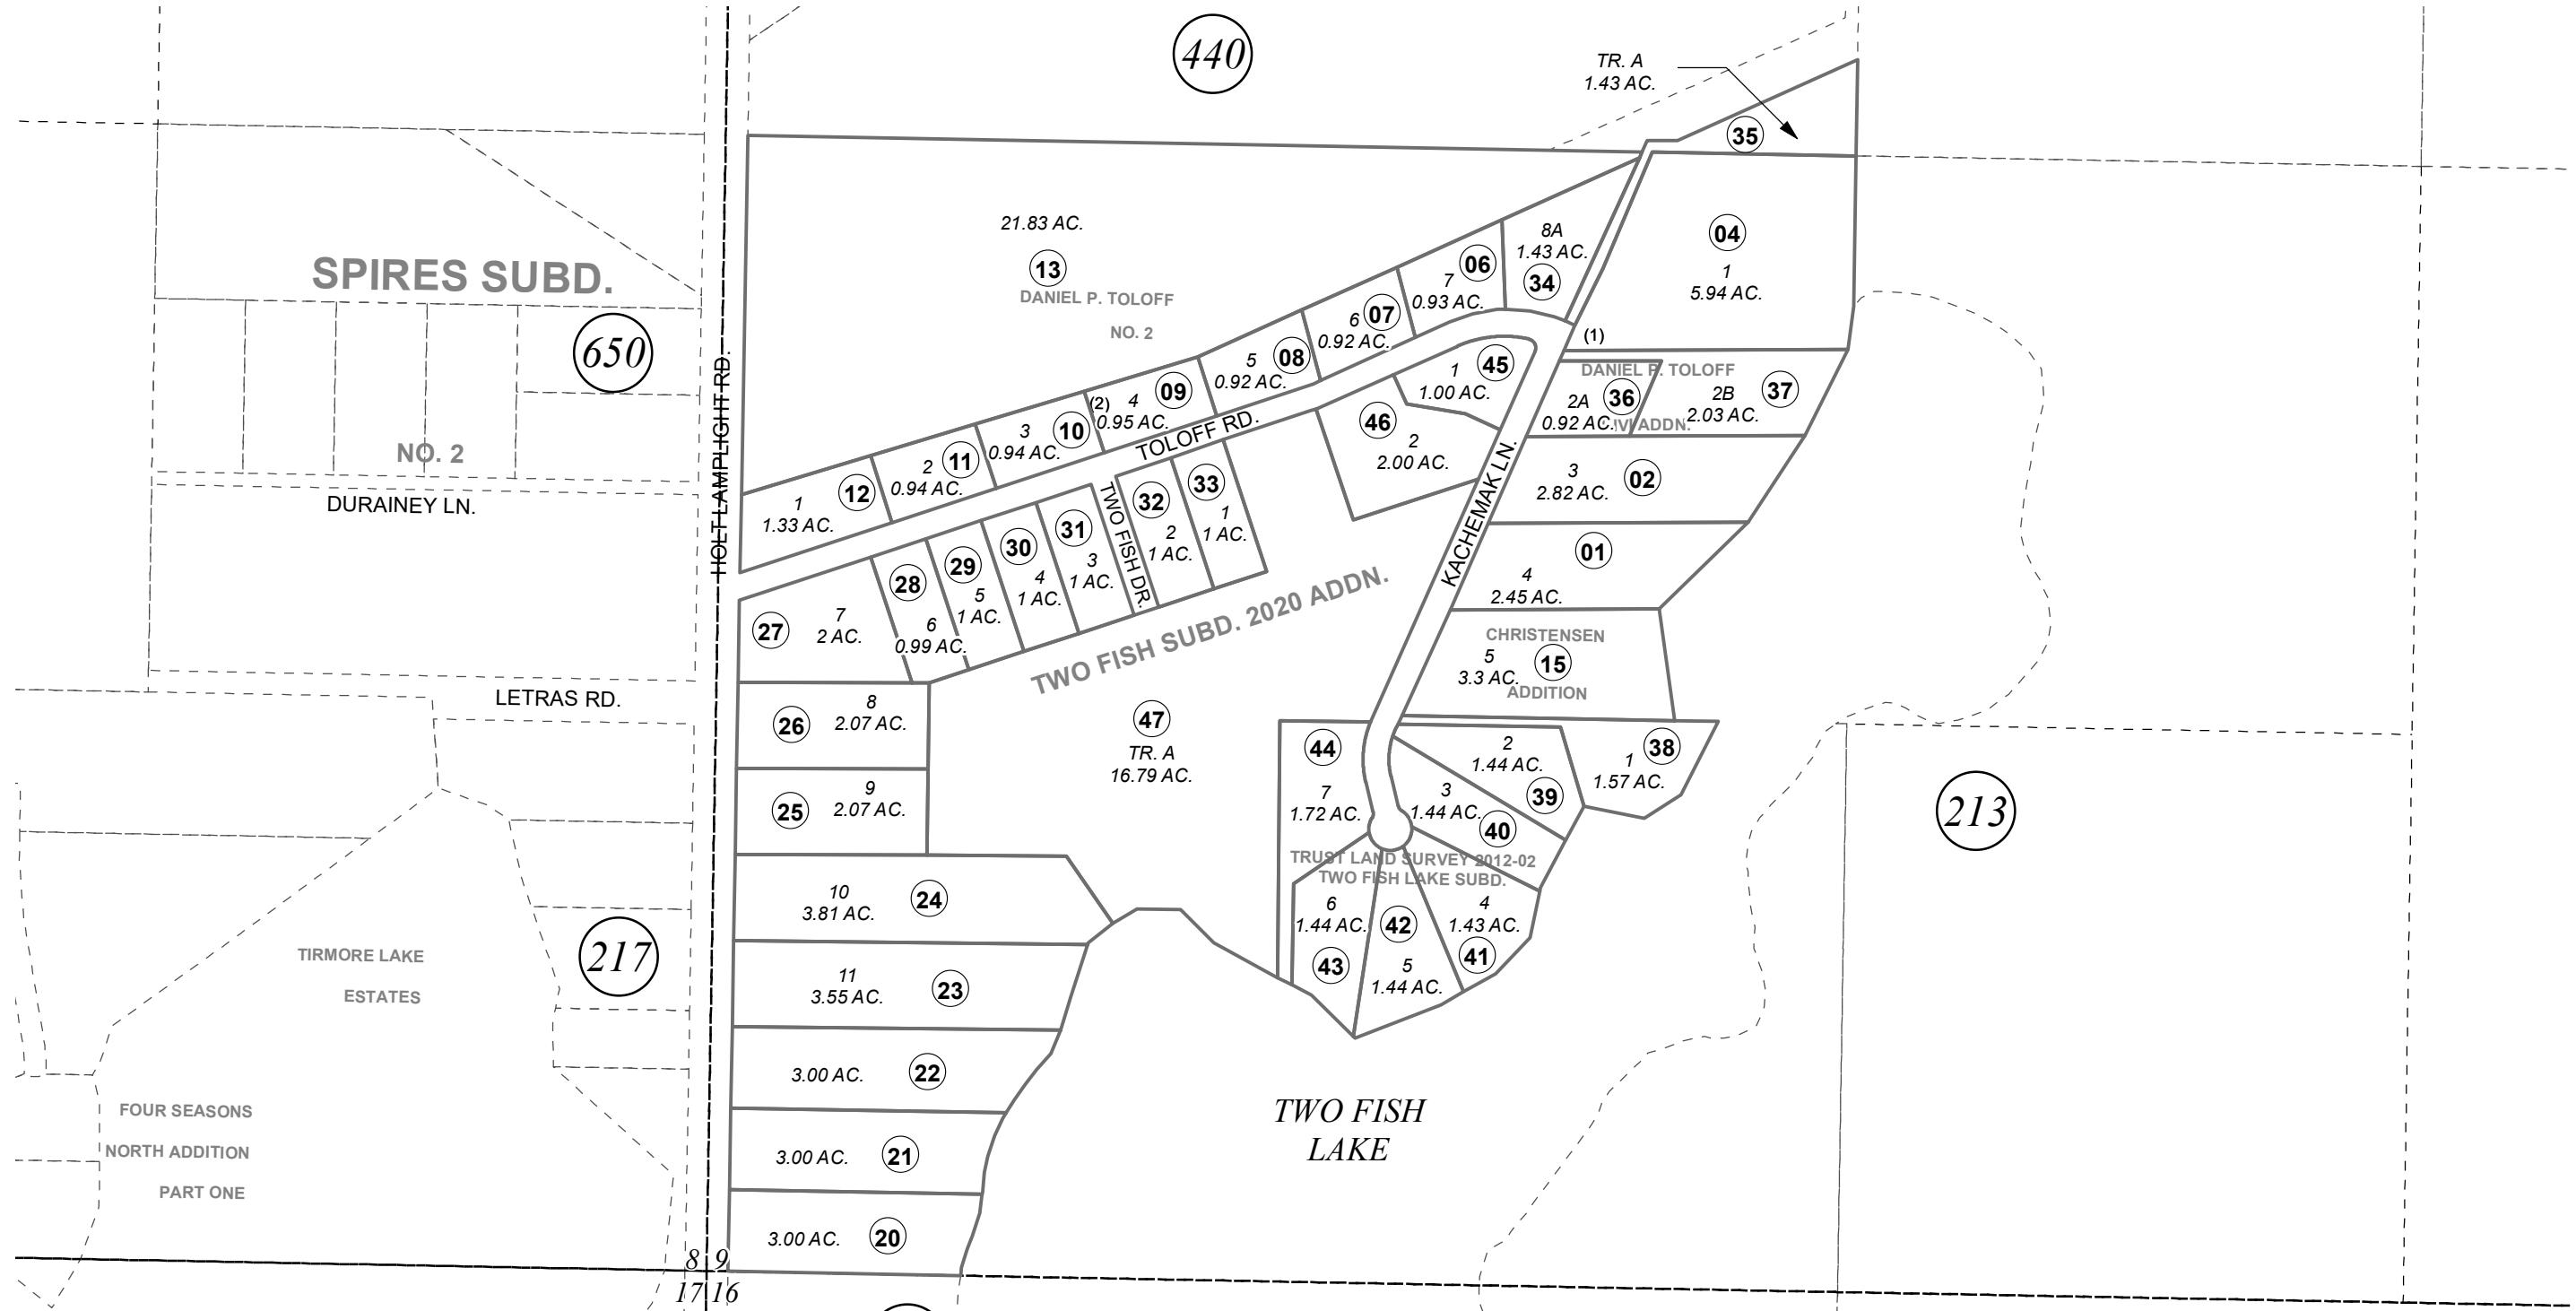 440
TR. A
1.43 AC.
35
21.83 AC.
13
DANIEL P. TOLOFF
NO. 2
8A
1.43 AC.
34
04
1
5.94 AC.
SPIRES SUBD.
650
NO. 2
DURAINEY LN.
LETRAS RD.
HOLT LAMPLIGHT RD.
06
7
0.93 AC.
6
07
0.92 AC.
5
08
0.92 AC.
(2)
4
09
0.95 AC.
3
10
0.94 AC.
2
11
0.94 AC.
1
12
1.33 AC.
TOLOFF RD.
(1)
1
45
1.00 AC.
46
2
2.00 AC.
KACHEMAK LN.
DANIEL P. TOLOFF
2A
36
0.92 AC.
ADDN.
2B
37
2.03 AC.
3
02
2.82 AC.
01
4
2.45 AC.
CHRISTENSEN
5
15
3.3 AC.
ADDITION
33
1
1 AC.
32
2
1 AC.
TWO FISH DR.
31
3
1 AC.
30
4
1 AC.
29
5
1 AC.
28
6
0.99 AC.
27
7
2 AC.
TWO FISH SUBD. 2020 ADDN.
26
8
2.07 AC.
25
9
2.07 AC.
47
TR. A
16.79 AC.
44
7
1.72 AC.
2
1.44 AC.
39
1
38
1.57 AC.
3
1.44 AC.
40
TRUST LAND SURVEY 2012-02
TWO FISH LAKE SUBD.
6
1.44 AC.
43
42
5
1.44 AC.
4
1.43 AC.
41
213
10
3.81 AC.
24
11
3.55 AC.
23
3.00 AC.
22
3.00 AC.
21
3.00 AC.
20
217
TIRMORE LAKE
ESTATES
FOUR SEASONS
NORTH ADDITION
PART ONE
TWO FISH
LAKE
8 9
17 16